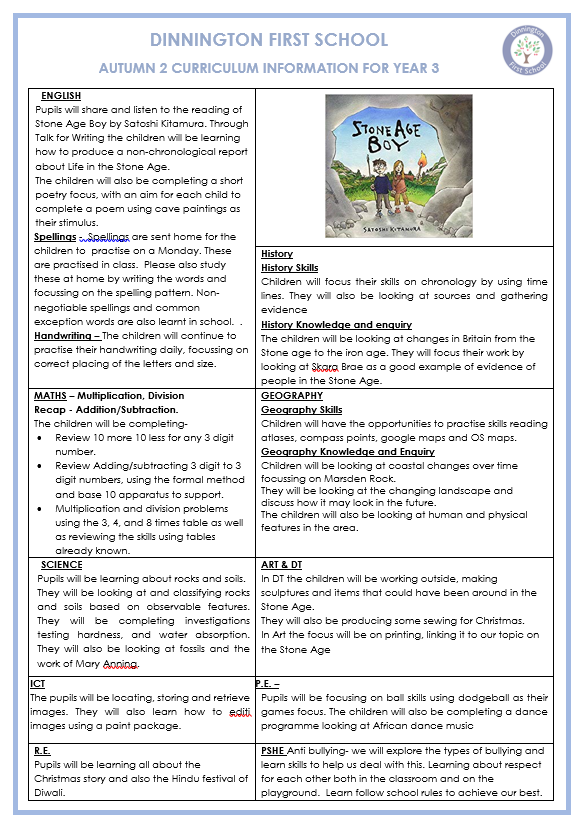 DINNINGTON FIRST SCHOOL
AUTUMN 2 CURRICULUM INFORMATION FOR YEAR 3
Dinnington
First School
ENGLISH
Pupils will share and listen to the reading of
Stone Age Boy by Satoshi Kitamura. Through
Talk for Writing the children will be learning
how to produce a non-chronological report
about Life in the Stone Age.
The children will also be completing a short
poetry focus, with an aim for each child to
complete a poem using cave paintings as
their stimulus.
Spellings - Spellings are sent home for the
children to practise on a Monday. These
are practised in class. Please also study
these at home by writing the words and
focussing on the spelling pattern. Non-
negotiable spellings and common
exception words are also learnt in school. .
Handwriting – The children will continue to
practise their handwriting daily, focussing on
correct placing of the letters and size.
STONE AGE
BOY
SATOSHI KITAMURA
History
History Skills
Children will focus their skills on chronology by using time
lines. They will also be looking at sources and gathering
evidence
History Knowledge and enquiry
The children will be looking at changes in Britain from the
Stone age to the iron age. They will focus their work by
looking at Skara Brae as a good example of evidence of
people in the Stone Age.
MATHS – Multiplication, Division
Recap - Addition/Subtraction.
The children will be completing-
• Review 10 more 10 less for any 3 digit
number.
• Review Adding/subtracting 3 digit to 3
digit numbers, using the formal method
and base 10 apparatus to support.
• Multiplication and division problems
using the 3, 4, and 8 times table as well
as reviewing the skills using tables
already known.
GEOGRAPHY
Geography Skills
Children will have the opportunities to practise skills reading
atlases, compass points, google maps and OS maps.
Geography Knowledge and Enquiry
Children will be looking at coastal changes over time
focussing on Marsden Rock.
They will be looking at the changing landscape and
discuss how it may look in the future.
The children will also be looking at human and physical
features in the area.
SCIENCE
Pupils will be learning about rocks and soils.
They will be looking at and classifying rocks
and soils based on observable features.
They will be completing investigations
testing hardness, and water absorption.
They will also be looking at fossils and the
work of Mary Anning.
ART & DT
In DT the children will be working outside, making
sculptures and items that could have been around in the
Stone Age.
They will also be producing some sewing for Christmas.
In Art the focus will be on printing, linking it to our topic on
the Stone Age
ICT
The pupils will be locating, storing and retrieve
images. They will also learn how to editi
images using a paint package.
P.E. –
Pupils will be focusing on ball skills using dodgeball as their
games focus. The children will also be completing a dance
programme looking at African dance music
R.E.
Pupils will be learning all about the
Christmas story and also the Hindu festival of
Diwali.
PSHE Anti bullying- we will explore the types of bullying and
learn skills to help us deal with this. Learning about respect
for each other both in the classroom and on the
playground. Learn follow school rules to achieve our best.